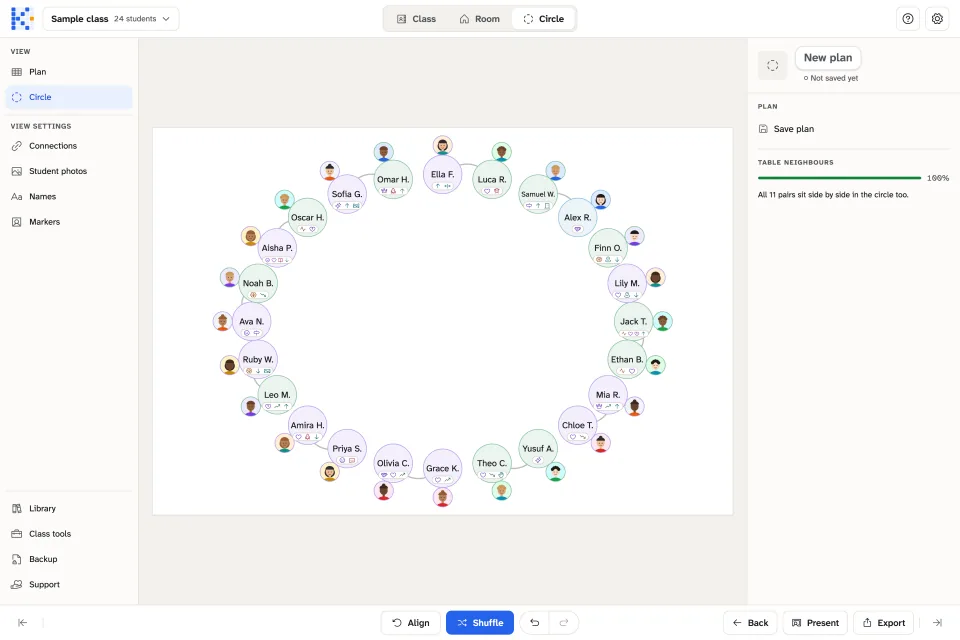 Sample class 24 students
Class
Room
Circle
VIEW
Plan
Circle
VIEW SETTINGS
Connections
Student photos
Aa Names
Markers
Library
Class tools
Backup
Support
Ella F.
Luca R.
Samuel W.
Alex R.
Finn O.
Lily M.
Jack T.
Ethan B.
Mia R.
Chloe T.
Yusuf A.
Theo C.
Grace K.
Olivia C.
Priya S.
Amira H.
Leo M.
Ruby W.
Ava N.
Noah B.
Aisha P.
Oscar H.
Sofia G.
Omar H.
New plan
Not saved yet
PLAN
Save plan
TABLE NEIGHBOURS
100%
All 11 pairs sit side by side in the circle too.
Align
Shuffle
Back
Present
Export